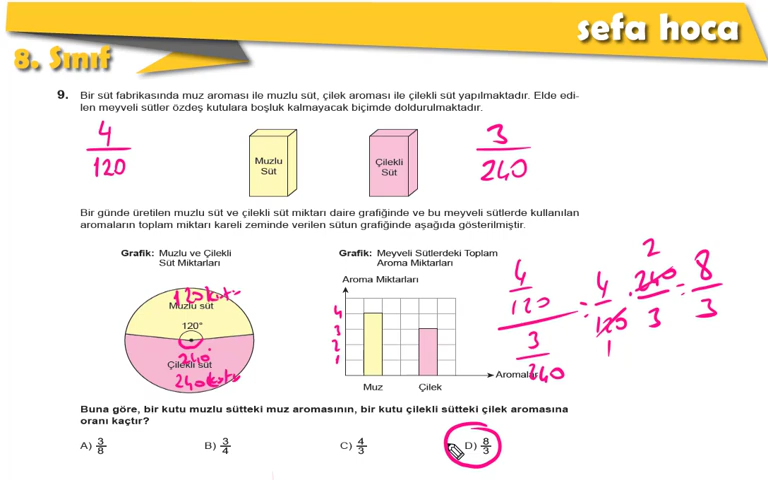 sefa hoca
8. Sınıf
9. Bir süt fabrikasında muz aroması ile muzlu süt, çilek aroması ile çilekli süt yapılmaktadır. Elde edi-
len meyveli sütler özdeş kutulara boşluk kalmayacak biçimde doldurulmaktadır.
4
120
Muzlu
Süt
Çilekli
Süt
3
240
Bir günde üretilen muzlu süt ve çilekli süt miktarı daire grafiğinde ve bu meyveli sütlerde kullanılan
aromaların toplam miktarı kareli zeminde verilen sütun grafiğinde aşağıda gösterilmiştir.
Grafik: Muzlu ve Çilekli
Süt Miktarları
120kutu
Muzlu süt
120°
240
Çilekli süt
240kutu
Grafik: Meyveli Sütlerdeki Toplam
Aroma Miktarları
Aroma Miktarları
4
3
2
1
Muz Çilek
Aromalar
4
120
3
240
= 4 . 240 = 8
120 3 3
2
1
Buna göre, bir kutu muzlu sütteki muz aromasının, bir kutu çilekli sütteki çilek aromasına
oranı kaçtır?
A) 3/8 B) 3/4 C) 4/3 D) 8/3